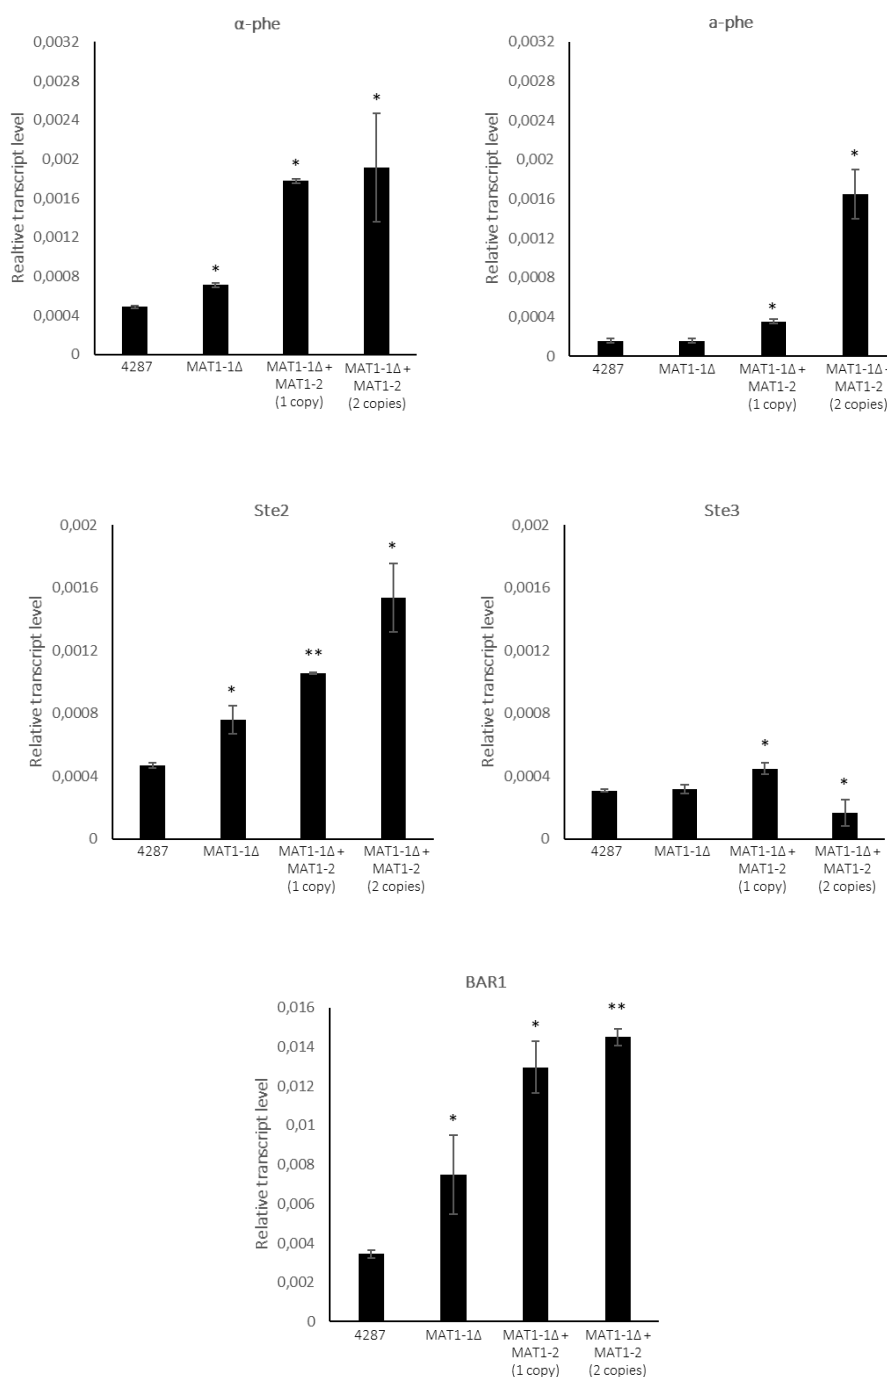 α-phe
Realtive transcript level
0,0032
0,0028
0,0024
0,002
0,0016
0,0012
0,0008
0,0004
0
*
*
*
4287
MAT1-1Δ
MAT1-1Δ +
MAT1-2
(1 copy)
MAT1-1Δ +
MAT1-2
(2 copies)
a-phe
Relative transcript level
0,0032
0,0028
0,0024
0,002
0,0016
0,0012
0,0008
0,0004
0
*
*
4287
MAT1-1Δ
MAT1-1Δ +
MAT1-2
(1 copy)
MAT1-1Δ +
MAT1-2
(2 copies)
Ste2
Relative transcript level
0,002
0,0016
0,0012
0,0008
0,0004
0
*
**
*
4287
MAT1-1Δ
MAT1-1Δ +
MAT1-2
(1 copy)
MAT1-1Δ +
MAT1-2
(2 copies)
Ste3
Relative transcript level
0,002
0,0016
0,0012
0,0008
0,0004
0
*
*
4287
MAT1-1Δ
MAT1-1Δ +
MAT1-2
(1 copy)
MAT1-1Δ +
MAT1-2
(2 copies)
BAR1
Relative transcript level
0,016
0,014
0,012
0,01
0,008
0,006
0,004
0,002
0
*
*
**
4287
MAT1-1Δ
MAT1-1Δ +
MAT1-2
(1 copy)
MAT1-1Δ +
MAT1-2
(2 copies)